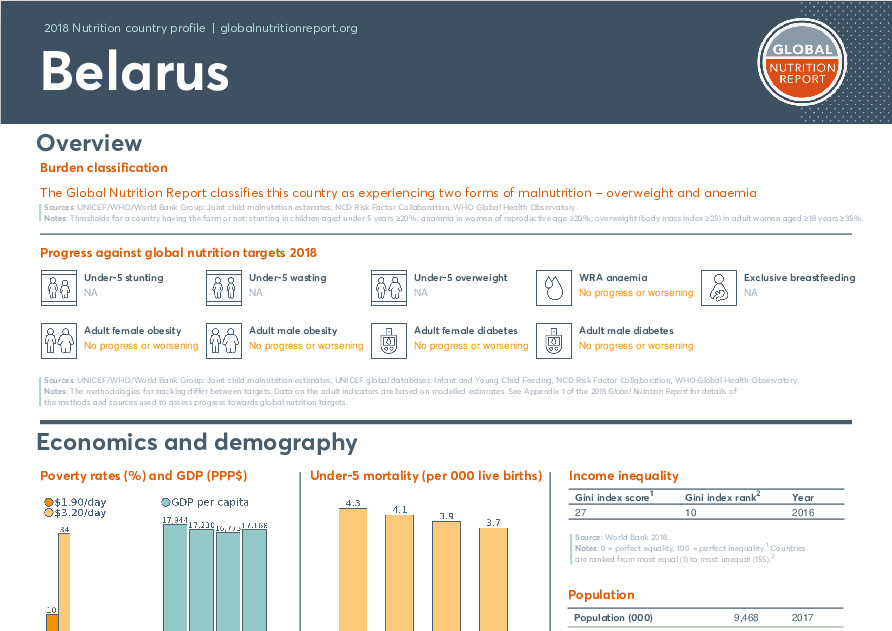 2018 Nutrition country profile | globalnutritionreport.org
Belarus
GLOBAL
NUTRITION
REPORT
Overview
Burden classification
The Global Nutrition Report classifies this country as experiencing two forms of malnutrition – overweight and anaemia
Sources: UNICEF/WHO/World Bank Group: Joint child malnutrition estimates, NCD Risk Factor Collaboration, WHO Global Health Observatory.
Notes: Thresholds for a country having the form or not: stunting in children aged under 5 years ≥20%; anaemia in women of reproductive age ≥20%; overweight (body mass index ≥25) in adult women aged ≥18 years ≥35%.
Progress against global nutrition targets 2018
Under-5 stunting
NA
Under-5 wasting
NA
Under-5 overweight
NA
WRA anaemia
No progress or worsening
Exclusive breastfeeding
NA
Adult female obesity
No progress or worsening
Adult male obesity
No progress or worsening
Adult female diabetes
No progress or worsening
Adult male diabetes
No progress or worsening
Sources: UNICEF/WHO/World Bank Group: Joint child malnutrition estimates, UNICEF global databases: Infant and Young Child Feeding, NCD Risk Factor Collaboration, WHO Global Health Observatory.
Notes: The methodologies for tracking differ between targets. Data on the adult indicators are based on modelled estimates. See Appendix 1 of the 2018 Global Nutrition Report for details of
the methods and sources used to assess progress towards global nutrition targets.
Economics and demography
Poverty rates (%) and GDP (PPP$)
$1.90/day
$3.20/day
34
10
GDP per capita
17,944 17,230 16,773 17,168
Under-5 mortality (per 000 live births)
4.3
4.1
3.9
3.7
Income inequality
Gini index score1 Gini index rank2 Year
27 10 2016
Source: World Bank 2018.
Notes: 0 = perfect equality, 100 = perfect inequality.1 Countries
are ranked from most equal (1) to most unequal (155).2
Population
Population (000) 9,468 2017